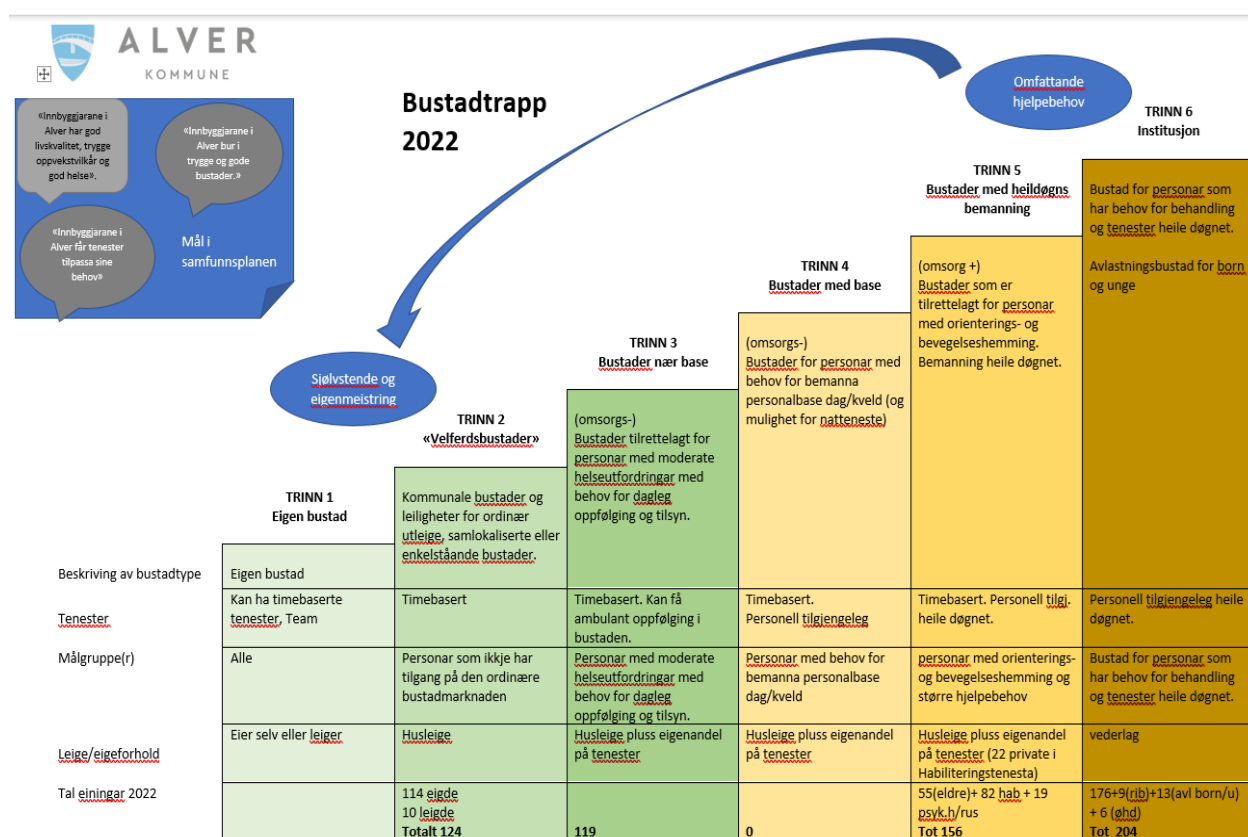 ALVER
KOMMUNE
«Innbyggjarane i
Alver har god
livskvalitet, trygge
oppvekstvilkår og
god helse».
«Innbyggjarane i
Alver bur i
trygge og gode
bustader.»
«Innbyggjarane i
Alver får tenester
tilpassa sine
behov»
Mål i
samfunnsplanen
Bustadtrapp
2022
Omfattande
hjelpebehov
Sjølvstende og
eigenmeistring
TRINN 1
Eigen bustad
TRINN 2
«Velferdsbustader»
TRINN 3
Bustader nær base
TRINN 4
Bustader med base
TRINN 5
Bustader med heildøgns
bemanning
TRINN 6
Institusjon
Beskriving av bustadtype
Eigen bustad
Kommunale bustader og
leiligheter for ordinær
utleige, samlokaliserte eller
enkelståande bustader.
(omsorgs-)
Bustader tilrettelagt for
personar med moderate
helseutfordringar med
behov for dagleg
oppfølging og tilsyn.
(omsorgs-)
Bustader for personar med
behov for bemanna
personalbase dag/kveld (og
mulighet for natteneste)
(omsorg +)
Bustader som er
tilrettelagt for personar
med orienterings- og
bevegelseshemming.
Bemanning heile døgnet.
Bustad for personar som
har behov for behandling
og tenester heile døgnet.
Avlastningsbustad for born
og unge
Tenester
Kan ha timebaserte
tenester, Team
Timebasert
Timebasert. Kan få
ambulant oppfølging i
bustaden.
Timebasert.
Personell tilgjengeleg
Timebasert. Personell tilgj.
heile døgnet.
Personell tilgjengeleg heile
døgnet.
Målgruppe(r)
Alle
Personar som ikkje har
tilgang på den ordinære
bustadmarknaden
Personar med moderate
helseutfordringar med
behov for dagleg
oppfølging og tilsyn.
Personar med behov for
bemanna personalbase
dag/kveld
personar med orienterings-
og bevegelseshemming og
større hjelpebehov
Bustad for personar som
har behov for behandling
og tenester heile døgnet.
Leige/eigeforhold
Eier selv eller leiger
Husleige
Husleige pluss eigenandel
på tenester
Husleige pluss eigenandel
på tenester
Husleige pluss eigenandel
på tenester (22 private i
Habiliteringstenesta)
vederlag
Tal einingar 2022
114 eigde
10 leigde
Totalt 124
119
0
55(eldre)+ 82 hab + 19
psyk.h/rus
Tot 156
176+9(rib)+13(avl born/u)
+ 6 (øhd)
Tot 204